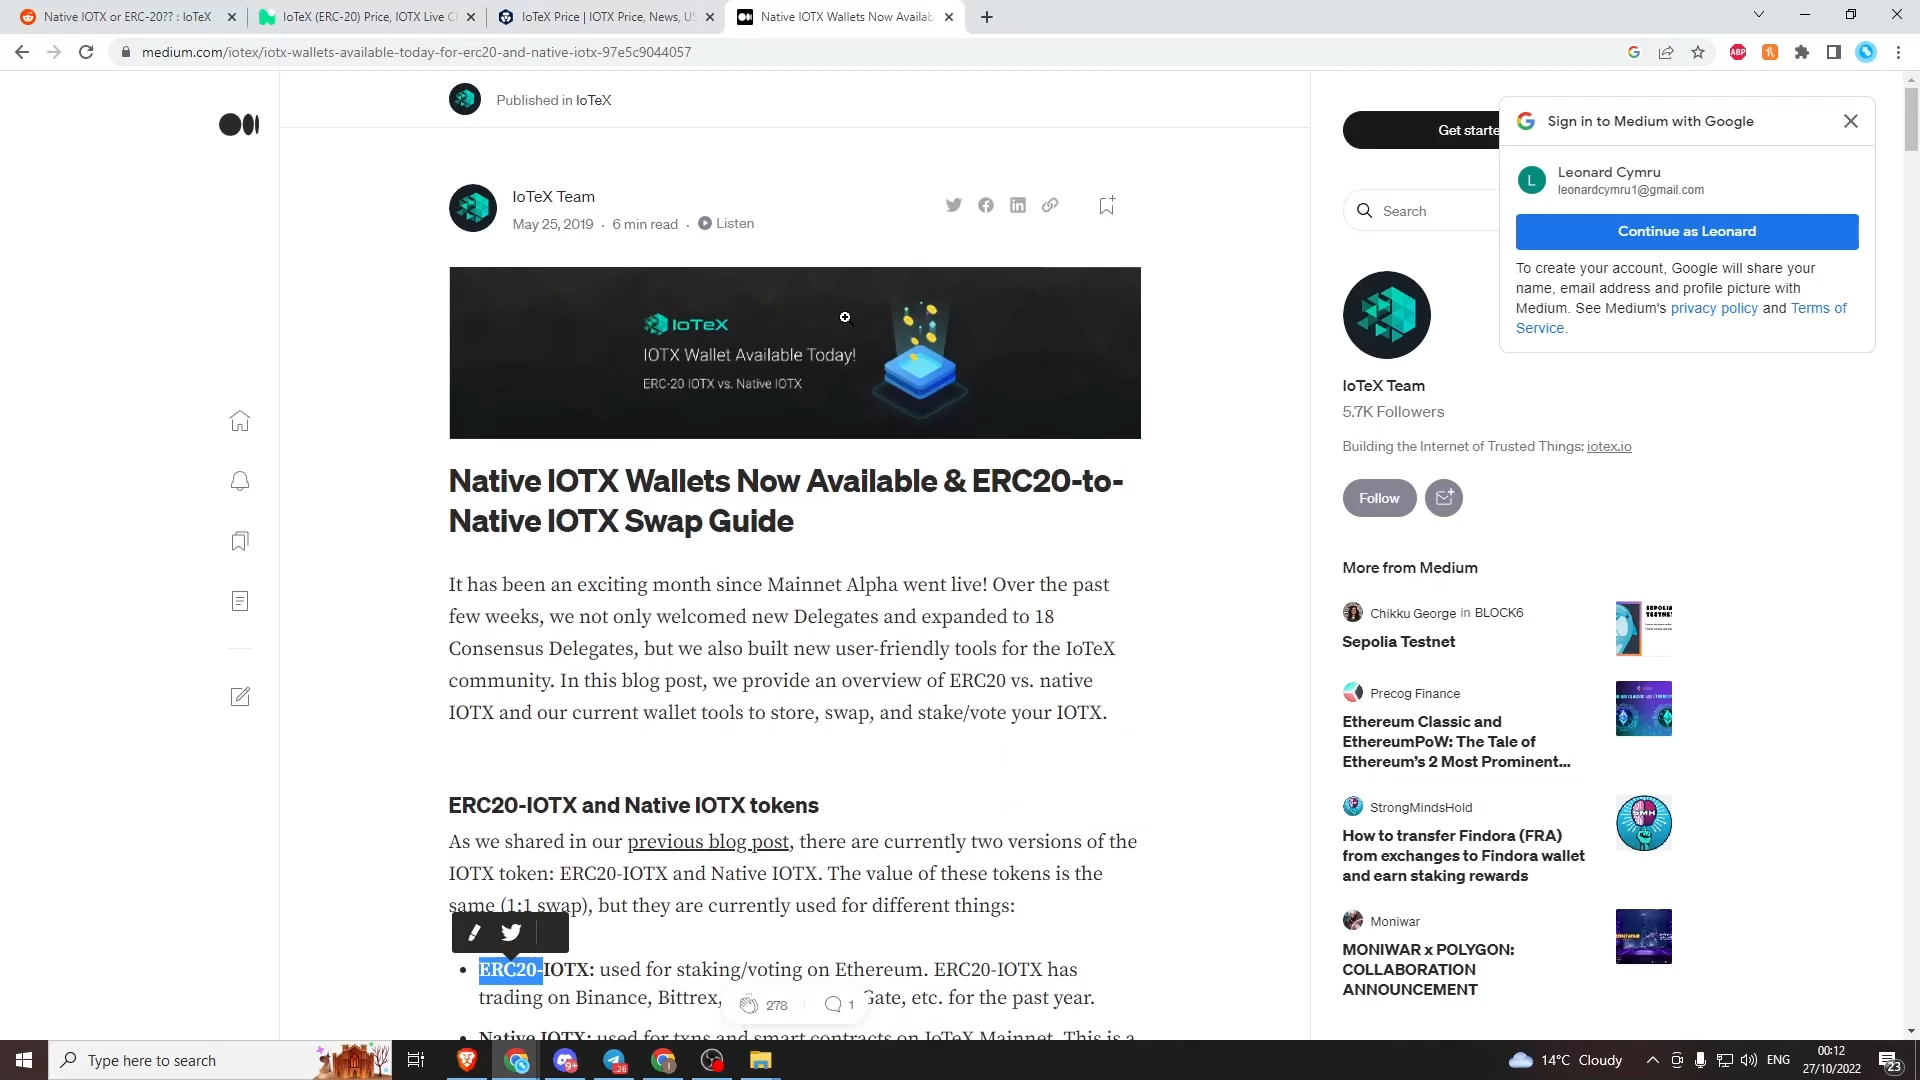 Native IOTX or ERC-20?? : IoTeX
IoTeX (ERC-20) Price, IOTX Live C
IoTeX Price | IOTX Price, News, US
Native IOTX Wallets Now Availab
medium.com/iotex/iotx-wallets-available-today-for-erc20-and-native-iotx-97e5c9044057
ABP
Published in IoTeX
IoTeX Team
May 25, 2019 · 6 min read · Listen
IoTeX
IOTX Wallet Available Today!
ERC-20 IOTX vs. Native IOTX
Native IOTX Wallets Now Available & ERC20-to-
Native IOTX Swap Guide
It has been an exciting month since Mainnet Alpha went live! Over the past
few weeks, we not only welcomed new Delegates and expanded to 18
Consensus Delegates, but we also built new user-friendly tools for the IoTeX
community. In this blog post, we provide an overview of ERC20 vs. native
IOTX and our current wallet tools to store, swap, and stake/vote your IOTX.
ERC20-IOTX and Native IOTX tokens
As we shared in our previous blog post, there are currently two versions of the
IOTX token: ERC20-IOTX and Native IOTX. The value of these tokens is the
same (1:1 swap), but they are currently used for different things:
• ERC20-IOTX: used for staking/voting on Ethereum. ERC20-IOTX has
trading on Binance, Bittrex, Gate, etc. for the past year.
278
1
• Native IOTX: used for txns and smart contracts on IoTeX Mainnet. This is a
Get starte
Search
Sign in to Medium with Google
L
Leonard Cymru
leonardcymru1@gmail.com
Continue as Leonard
To create your account, Google will share your
name, email address and profile picture with
Medium. See Medium's privacy policy and Terms of
Service.
IoTeX Team
5.7K Followers
Building the Internet of Trusted Things: iotex.io
Follow
More from Medium
Chikku George in BLOCK6
Sepolia Testnet
Precog Finance
Ethereum Classic and
EthereumPoW: The Tale of
Ethereum's 2 Most Prominent...
StrongMindsHold
How to transfer Findora (FRA)
from exchanges to Findora wallet
and earn staking rewards
Moniwar
MONIWAR x POLYGON:
COLLABORATION
ANNOUNCEMENT
Type here to search
14°C Cloudy
ENG
00:12
27/10/2022
23